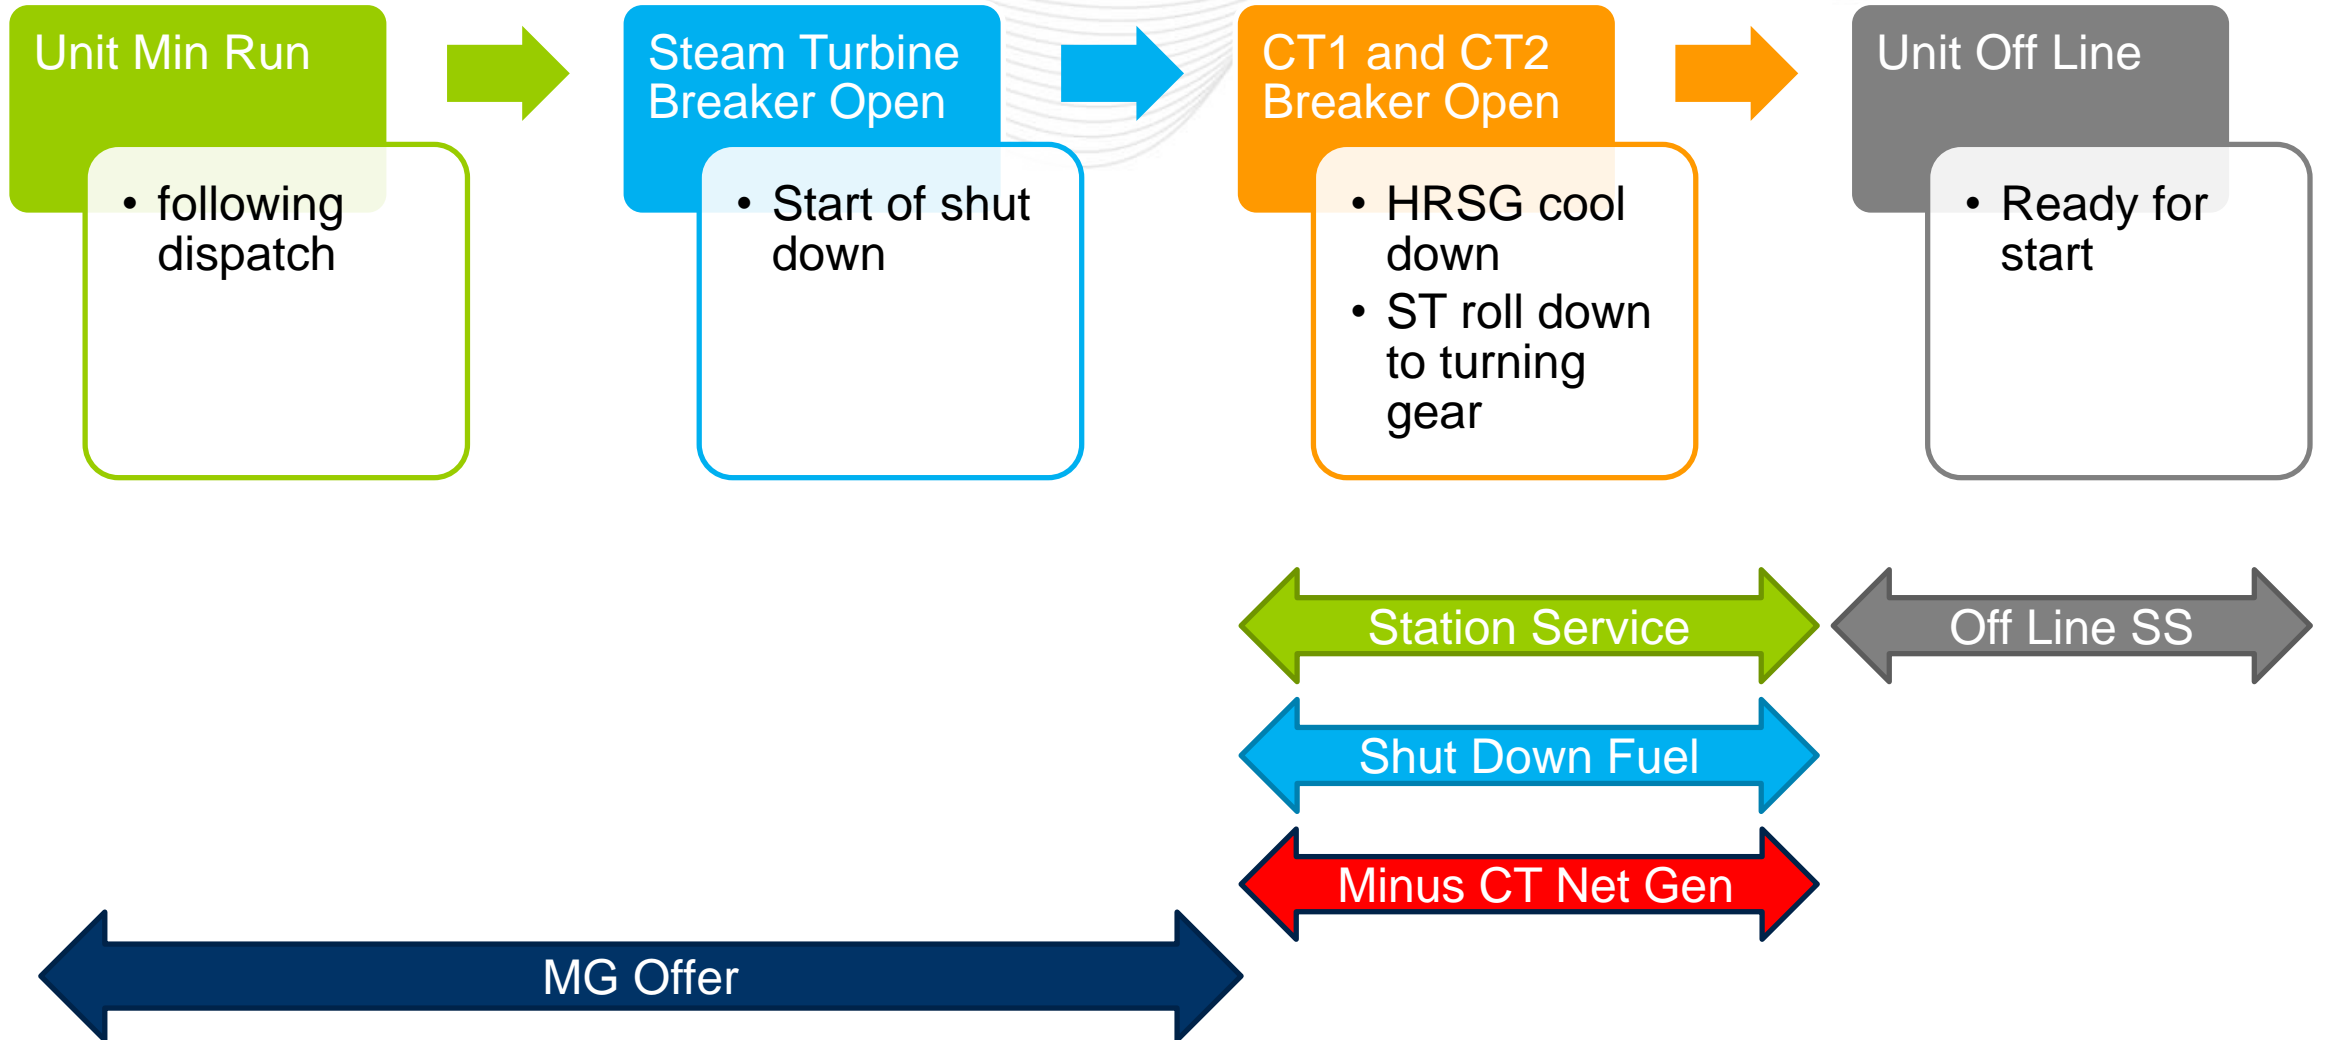 Unit Min Run
• following
dispatch
Steam Turbine
Breaker Open
• Start of shut
down
CT1 and CT2
Breaker Open
• HRSG cool
down
• ST roll down
to turning
gear
Unit Off Line
• Ready for
start
Station Service
Off Line SS
Shut Down Fuel
Minus CT Net Gen
MG Offer